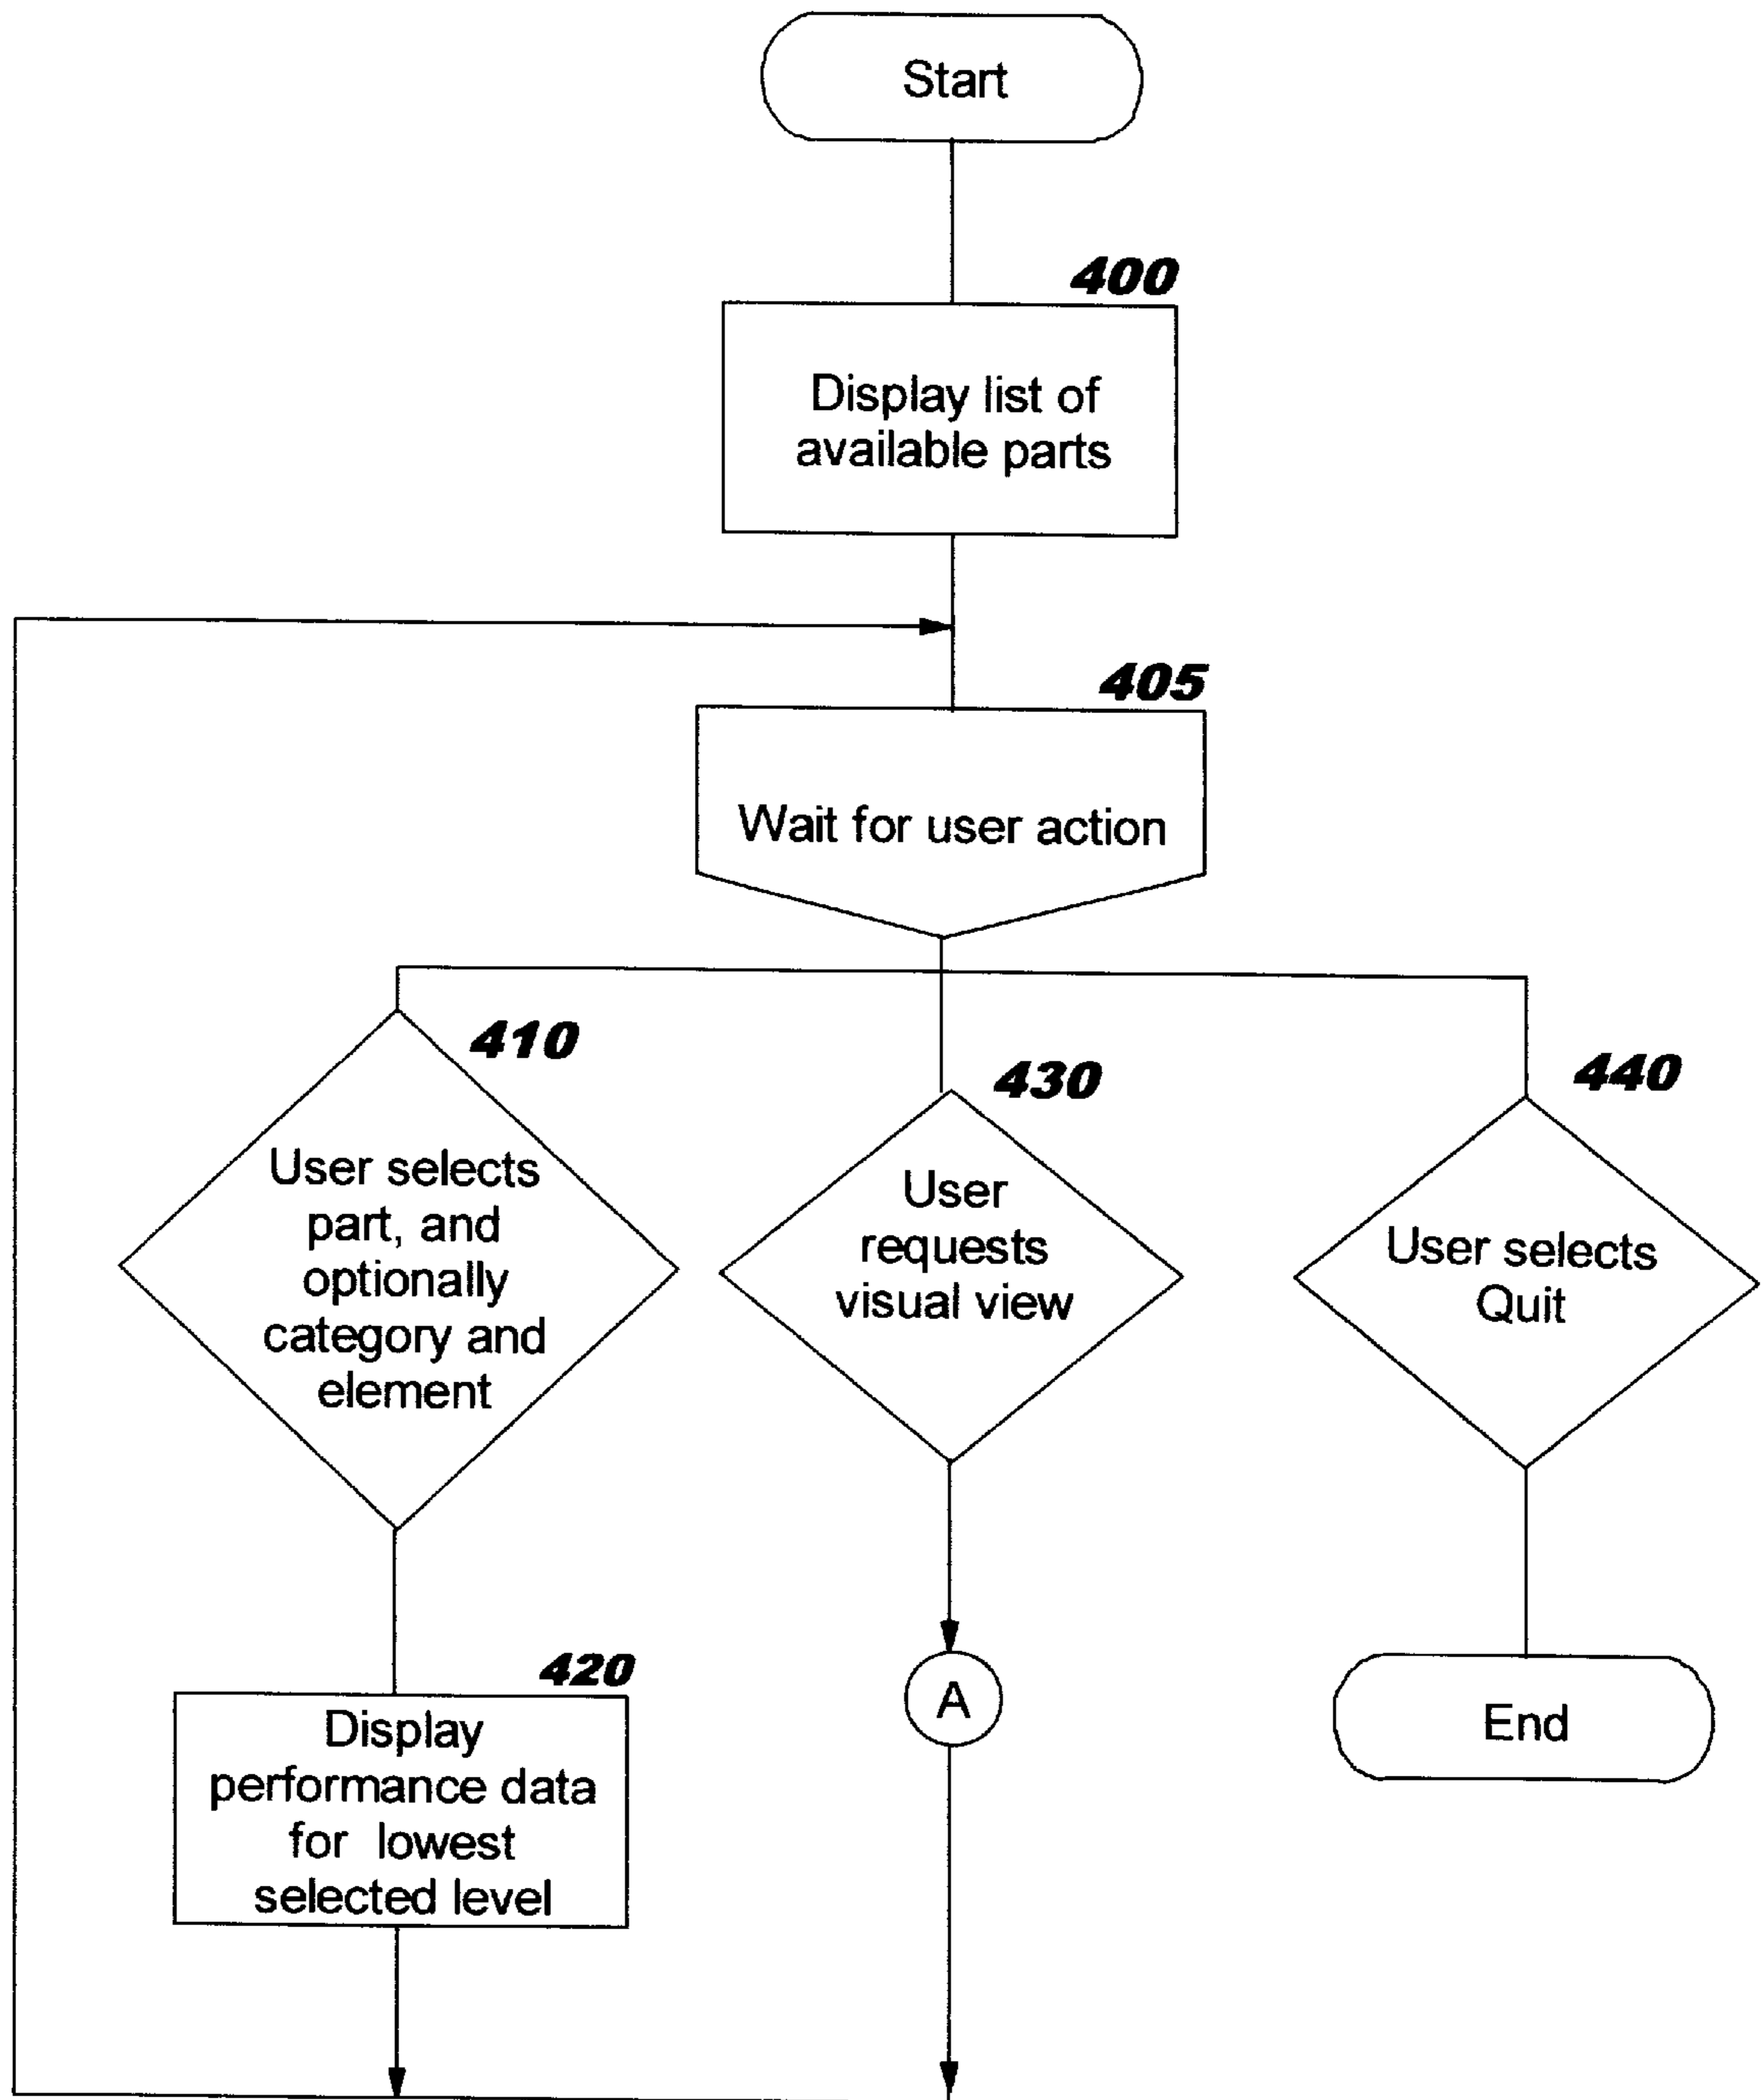 Start
400
Display list of
available parts
405
Wait for user action
410
User selects
part, and
optionally
category and
element
430
User
requests
visual view
440
User selects
Quit
420
Display
performance data
for lowest
selected level
A
End